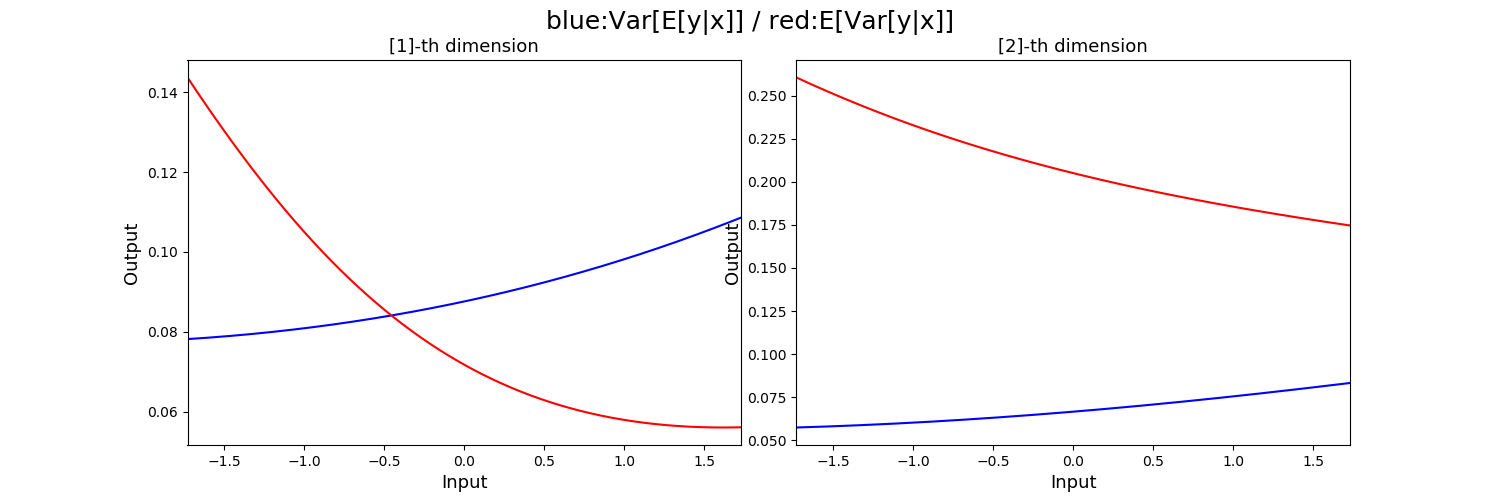 blue:Var[E[y|x]] / red:E[Var[y|x]]
[1]-th dimension
Output
0.14
0.12
0.10
0.08
0.06
−1.5 −1.0 −0.5 0.0 0.5 1.0 1.5
Input
[2]-th dimension
Output
0.250
0.225
0.200
0.175
0.150
0.125
0.100
0.075
0.050
−1.5 −1.0 −0.5 0.0 0.5 1.0 1.5
Input